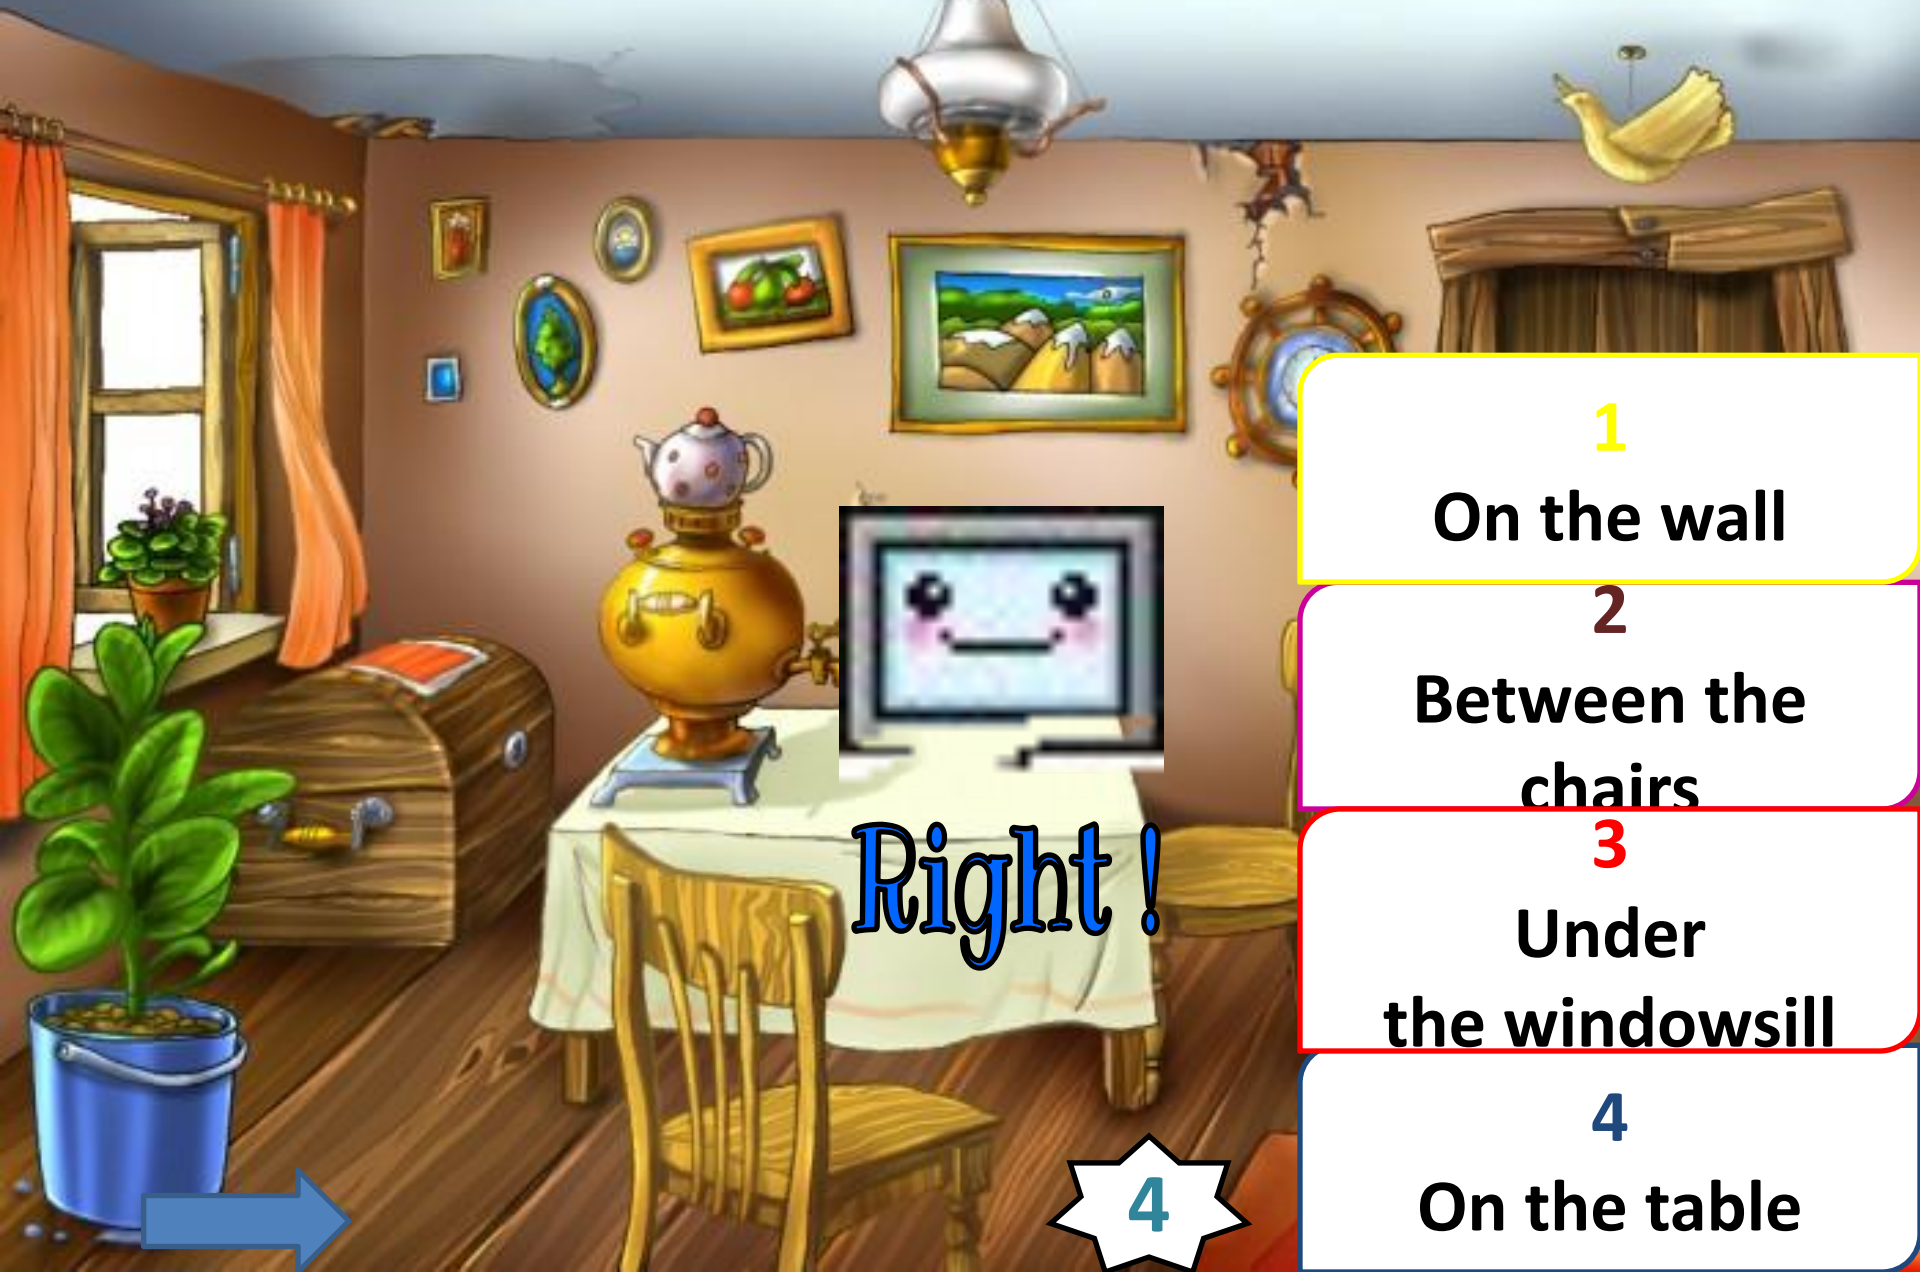 1
On the wall
2
Between the
chairs
3
Under
the windowsill
4
On the table
Right !
4